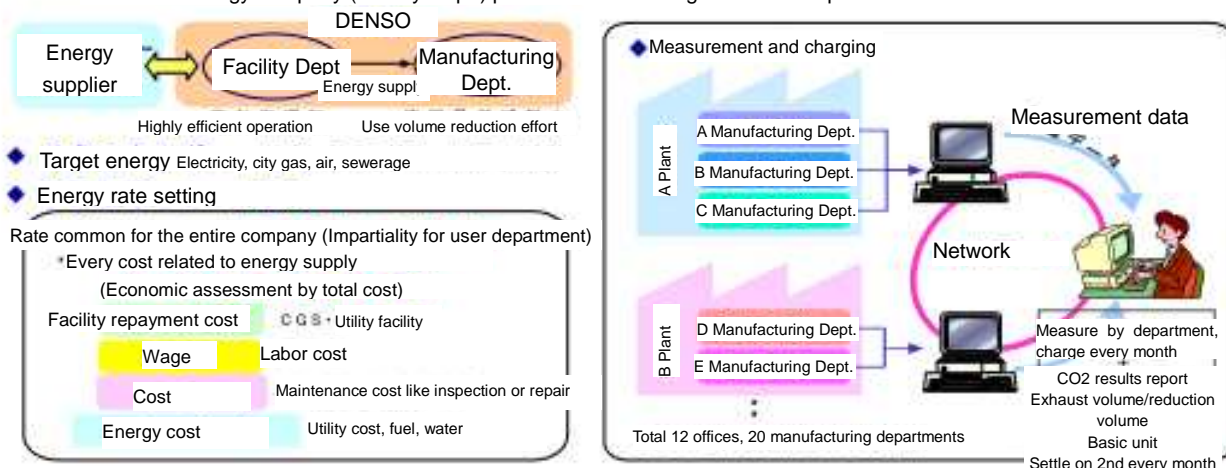 DENSO
Energy
supplier
Facility Dept
Manufacturing
Dept.
Energy supply
Highly efficient operation
Use volume reduction effort
Target energy Electricity, city gas, air, sewerage
Energy rate setting
Rate common for the entire company (Impartiality for user department)
*Every cost related to energy supply
(Economic assessment by total cost)
Facility repayment cost
CGS・Utility facility
Wage
Labor cost
Cost
Maintenance cost like inspection or repair
Energy cost
Utility cost, fuel, water
Measurement and charging
A Plant
A Manufacturing Dept.
B Manufacturing Dept.
C Manufacturing Dept.
Measurement data
Network
B Plant
D Manufacturing Dept.
E Manufacturing Dept.
Total 12 offices, 20 manufacturing departments
Measure by department,
charge every month
CO2 results report
Exhaust volume/reduction
volume
Basic unit
Settle on 2nd every month